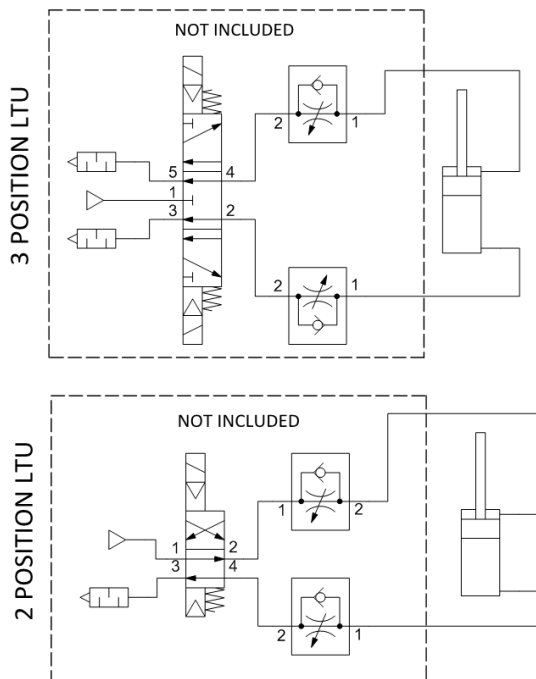 3 POSITION LTU
NOT INCLUDED
2 1
5 4
1
3 2
2 1
2 POSITION LTU
NOT INCLUDED
1 2
1 2
3 4
2 1